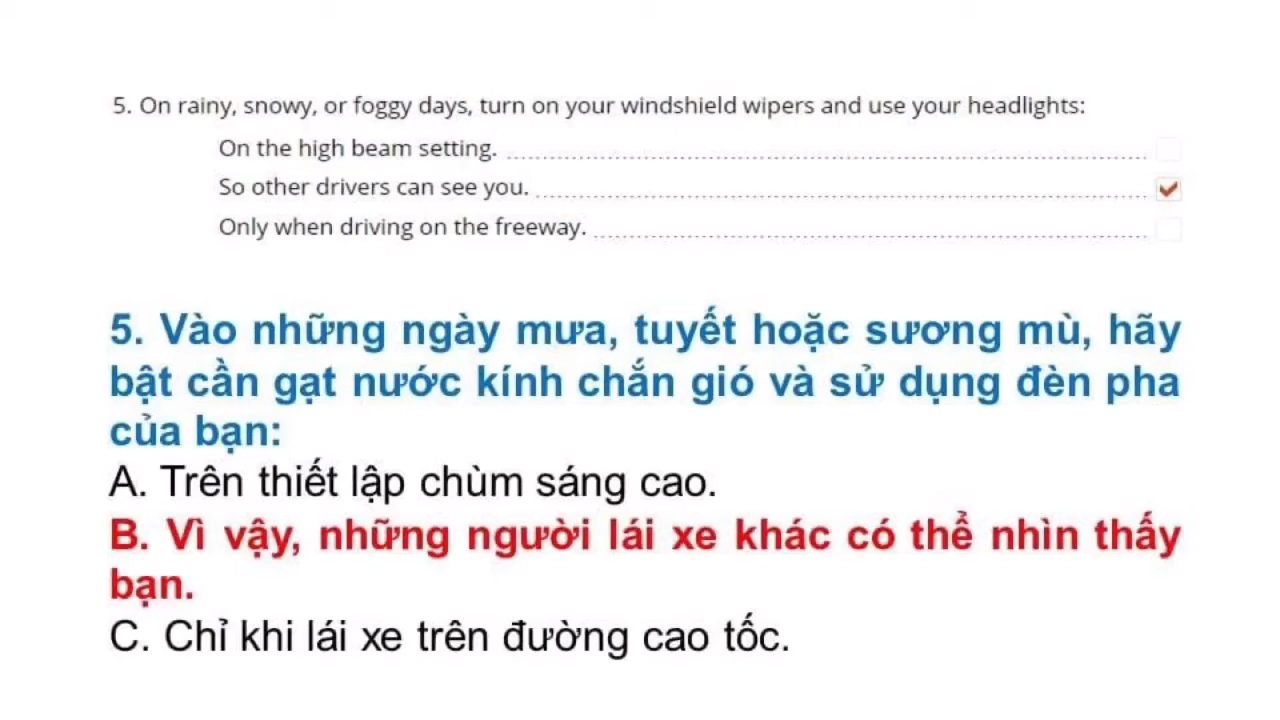 5. On rainy, snowy, or foggy days, turn on your windshield wipers and use your headlights:
On the high beam setting.
So other drivers can see you.
Only when driving on the freeway.
5. Vào những ngày mưa, tuyết hoặc sương mù, hãy
bật cần gạt nước kính chắn gió và sử dụng đèn pha
của bạn:
A. Trên thiết lập chùm sáng cao.
B. Vì vậy, những người lái xe khác có thể nhìn thấy
bạn.
C. Chỉ khi lái xe trên đường cao tốc.